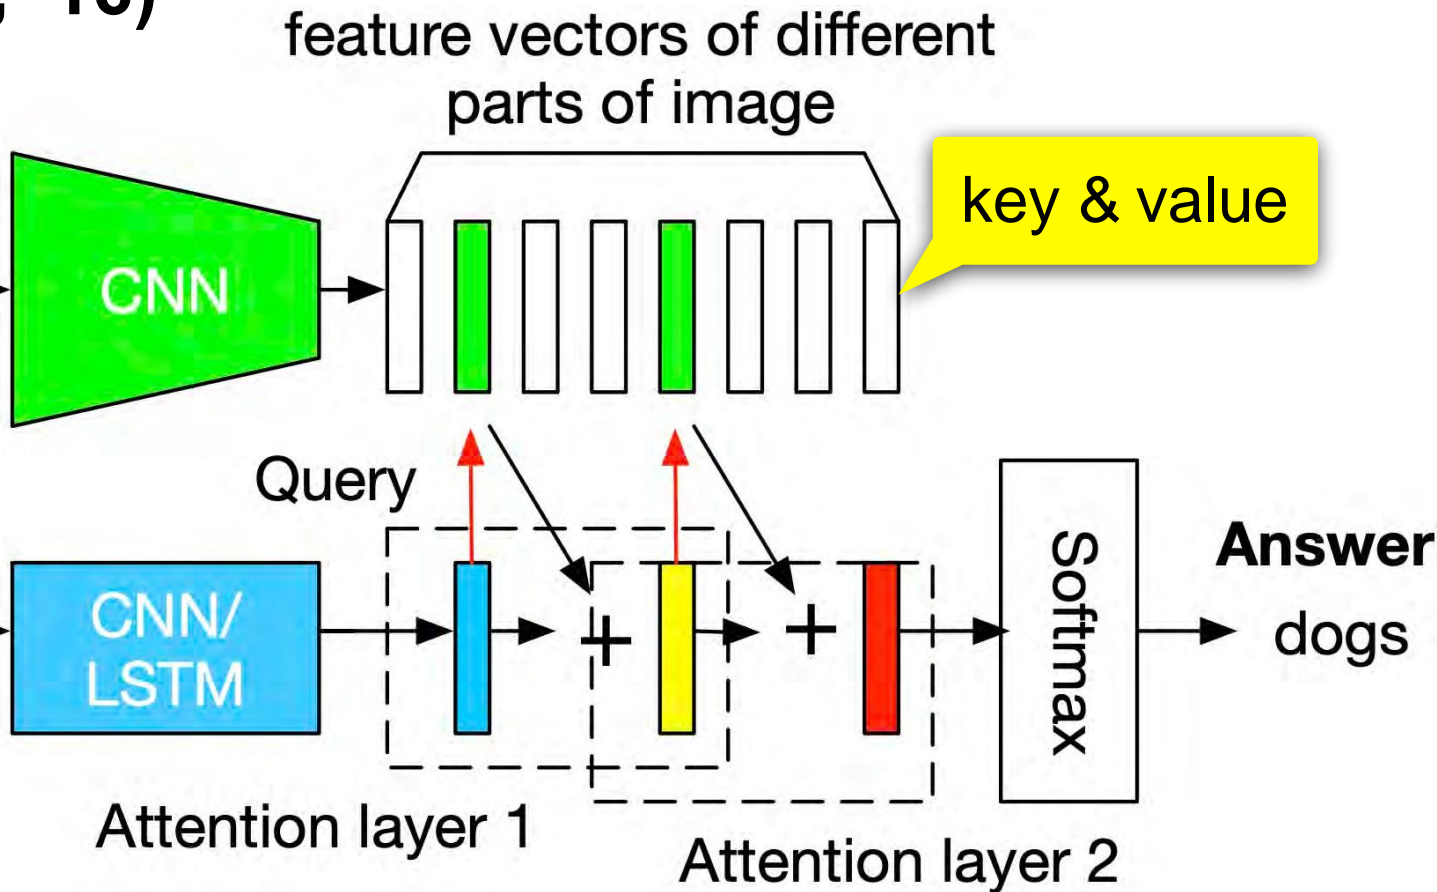 16)
feature vectors of different
parts of image
key & value
CNN
Query
CNN/
LSTM
+
+
Softmax
Answer
dogs
Attention layer 1
Attention layer 2